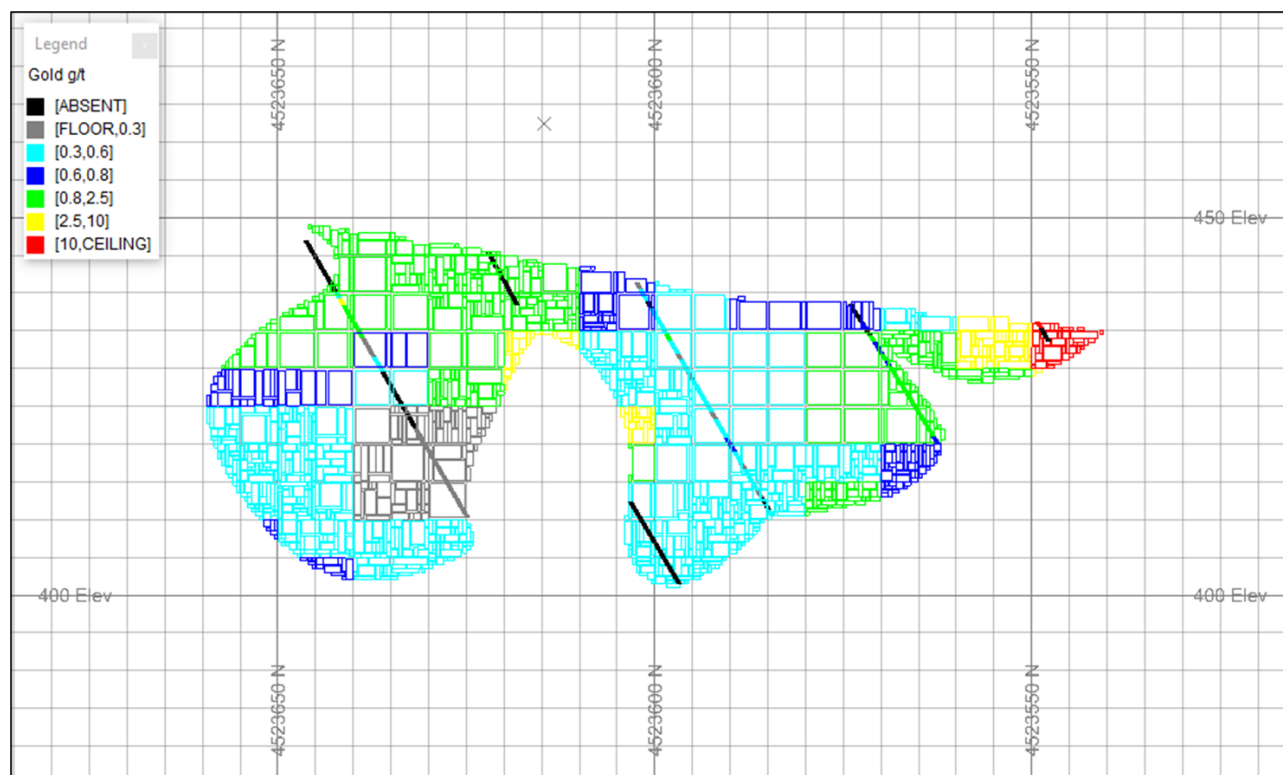 Legend
x
Gold g/t
[ABSENT]
[FLOOR,0.3]
[0.3,0.6]
[0.6,0.8]
[0.8,2.5]
[2.5,10]
[10,CEILING]
4523650 N
4523600 N
4523550 N
450 Elev
400 Elev
400 Elev
4523650 N
4523600 N
4523550 N